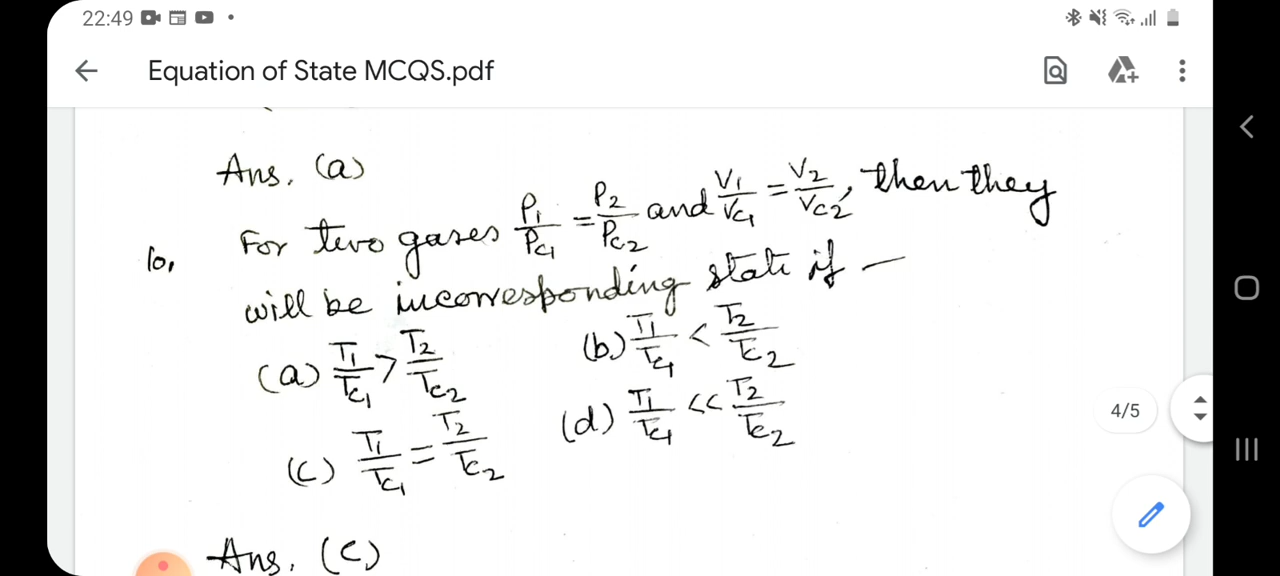 22:49
Equation of State MCQS.pdf
Ans. (a)
10, For two gases P₁/Pc₁ = P₂/Pc₂ and V₁/Vc₁ = V₂/Vc₂, then they
will be incorresponding state if —
(a) T₁/Tc₁ > T₂/Tc₂ (b) T₁/Tc₁ < T₂/Tc₂
(c) T₁/Tc₁ = T₂/Tc₂ (d) T₁/Tc₁ << T₂/Tc₂
4/5
Ans. (c)